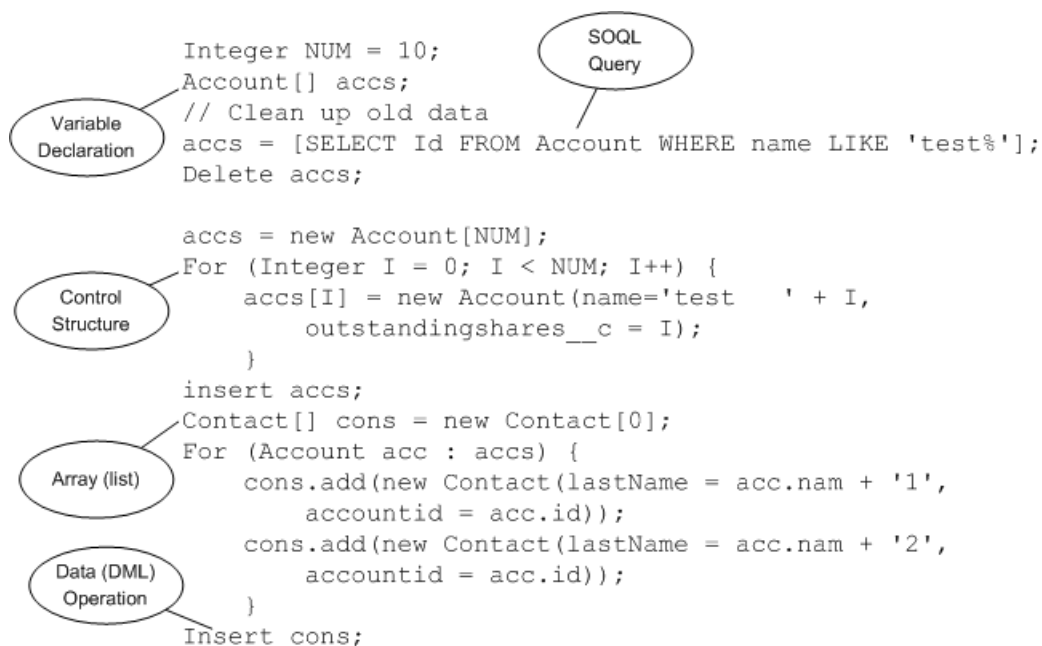 SOQL
Query
Integer NUM = 10;
Account[] accs;
// Clean up old data
Variable
Declaration
accs = [SELECT Id FROM Account WHERE name LIKE 'test%'];
Delete accs;
accs = new Account[NUM];
For (Integer I = 0; I < NUM; I++) {
Control
Structure
accs[I] = new Account(name='test   ' + I,
outstandingshares__c = I);
}
insert accs;
Contact[] cons = new Contact[0];
For (Account acc : accs) {
Array (list)
cons.add(new Contact(lastName = acc.nam + '1',
accountid = acc.id));
cons.add(new Contact(lastName = acc.nam + '2',
accountid = acc.id));
Data (DML)
Operation
}
Insert cons;